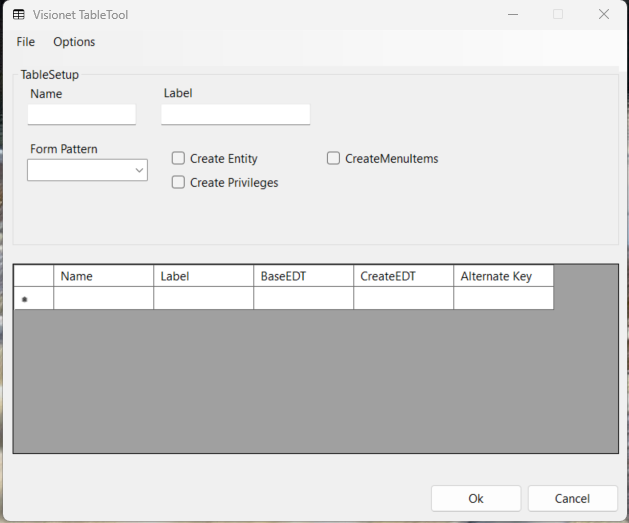 Visionet TableTool
File Options
TableSetup
Name Label
Form Pattern
Create Entity CreateMenuItems
Create Privileges
Name Label BaseEDT CreateEDT Alternate Key
Ok Cancel